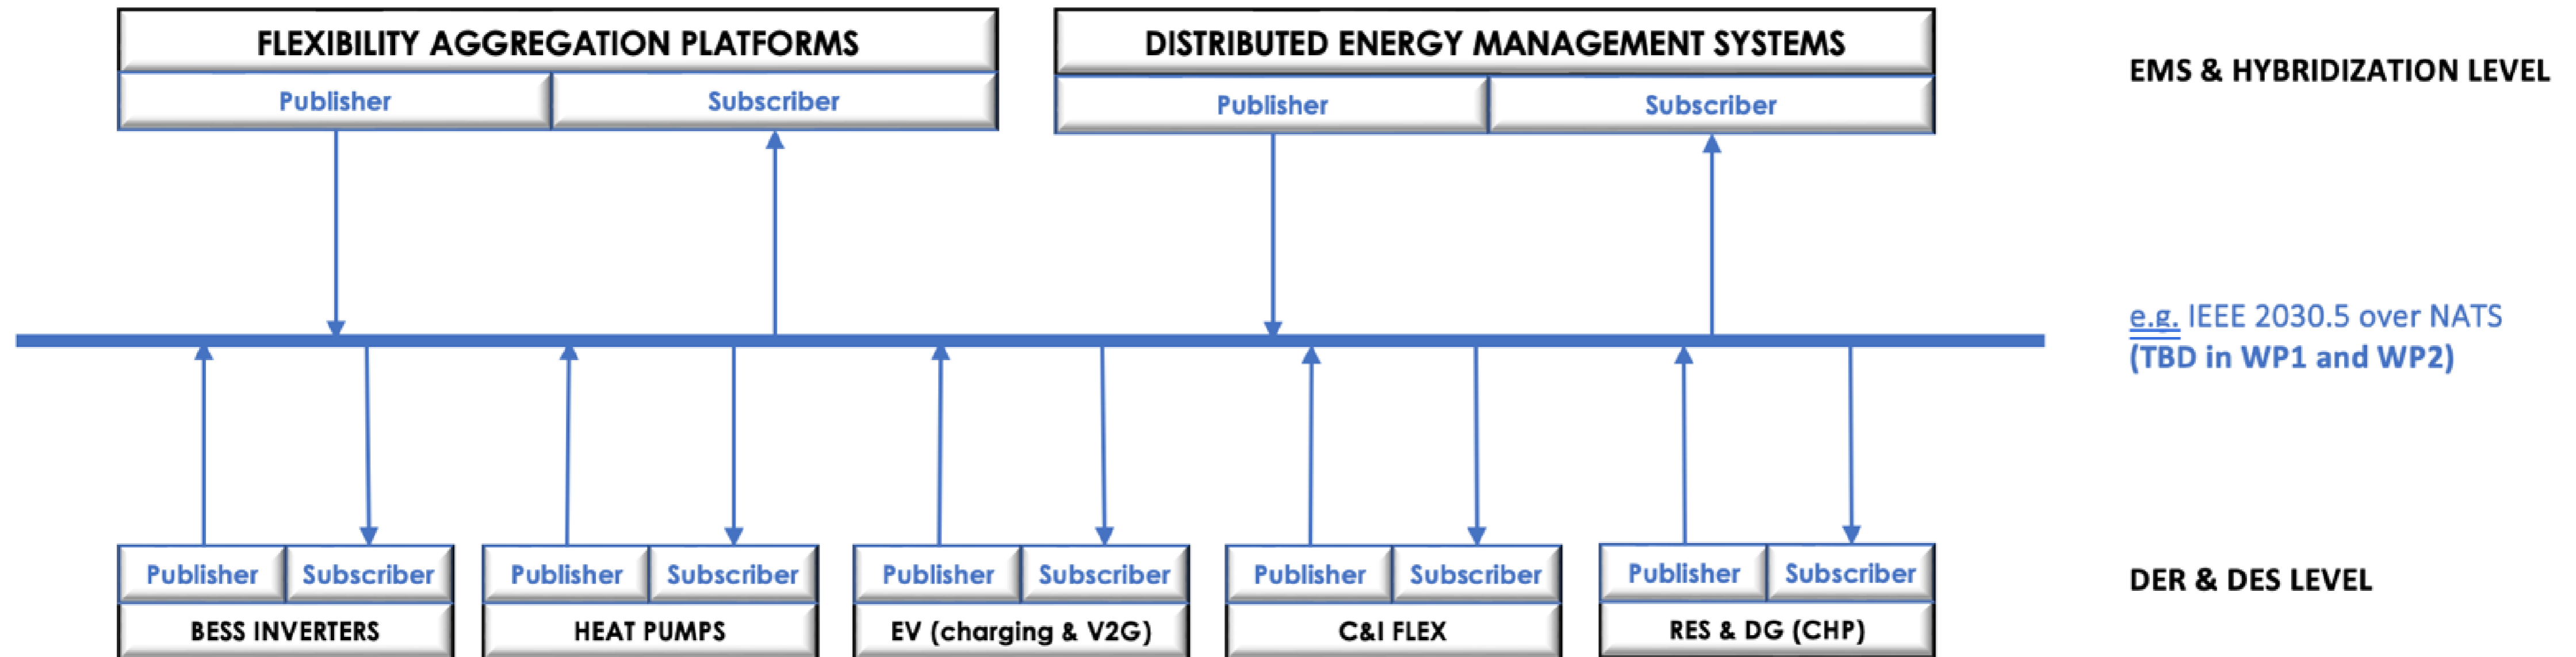 FLEXIBILITY AGGREGATION PLATFORMS
Publisher
Subscriber
DISTRIBUTED ENERGY MANAGEMENT SYSTEMS
Publisher
Subscriber
EMS & HYBRIDIZATION LEVEL
e.g. IEEE 2030.5 over NATS
(TBD in WP1 and WP2)
Publisher
Subscriber
BESS INVERTERS
Publisher
Subscriber
HEAT PUMPS
Publisher
Subscriber
EV (charging & V2G)
Publisher
Subscriber
C&I FLEX
Publisher
Subscriber
RES & DG (CHP)
DER & DES LEVEL